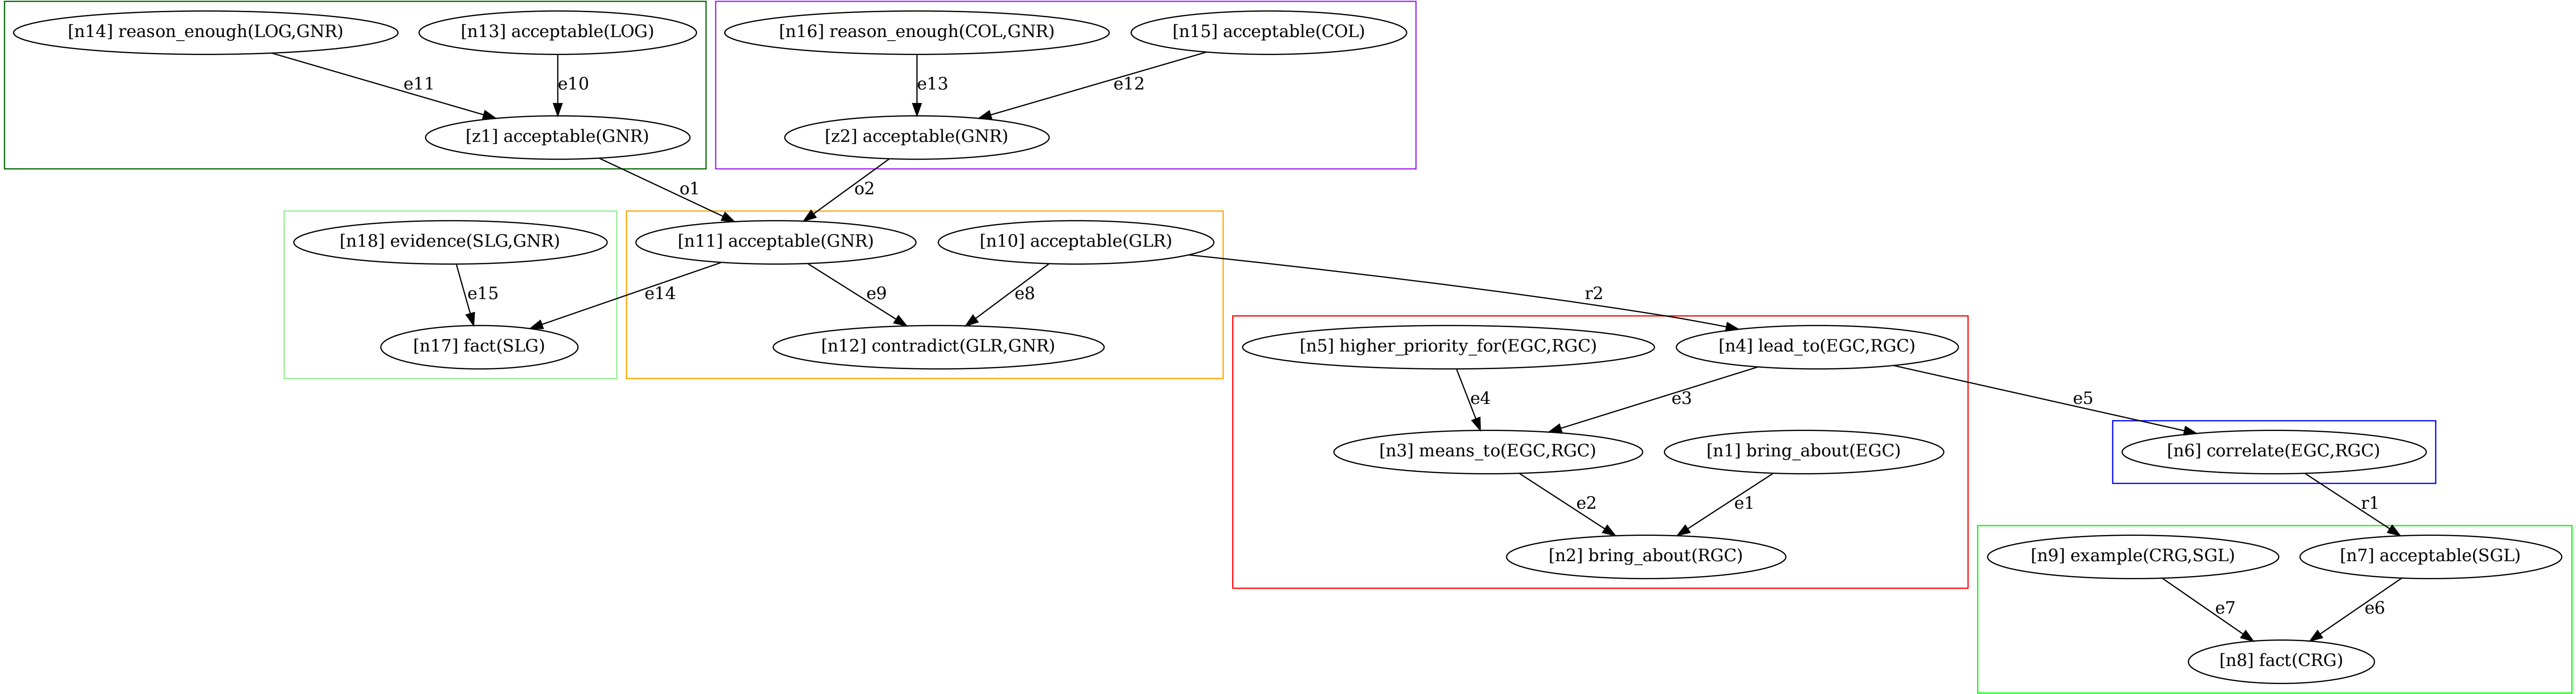 [n14] reason_enough(LOG,GNR)
[n13] acceptable(LOG)
[n16] reason_enough(COL,GNR)
[n15] acceptable(COL)
e11
e10
e13
e12
[z1] acceptable(GNR)
[z2] acceptable(GNR)
o1
o2
[n18] evidence(SLG,GNR)
[n11] acceptable(GNR)
[n10] acceptable(GLR)
e15
e14
e9
e8
r2
[n17] fact(SLG)
[n12] contradict(GLR,GNR)
[n5] higher_priority_for(EGC,RGC)
[n4] lead_to(EGC,RGC)
e4
e3
e5
[n3] means_to(EGC,RGC)
[n1] bring_about(EGC)
[n6] correlate(EGC,RGC)
e2
e1
r1
[n2] bring_about(RGC)
[n9] example(CRG,SGL)
[n7] acceptable(SGL)
e7
e6
[n8] fact(CRG)